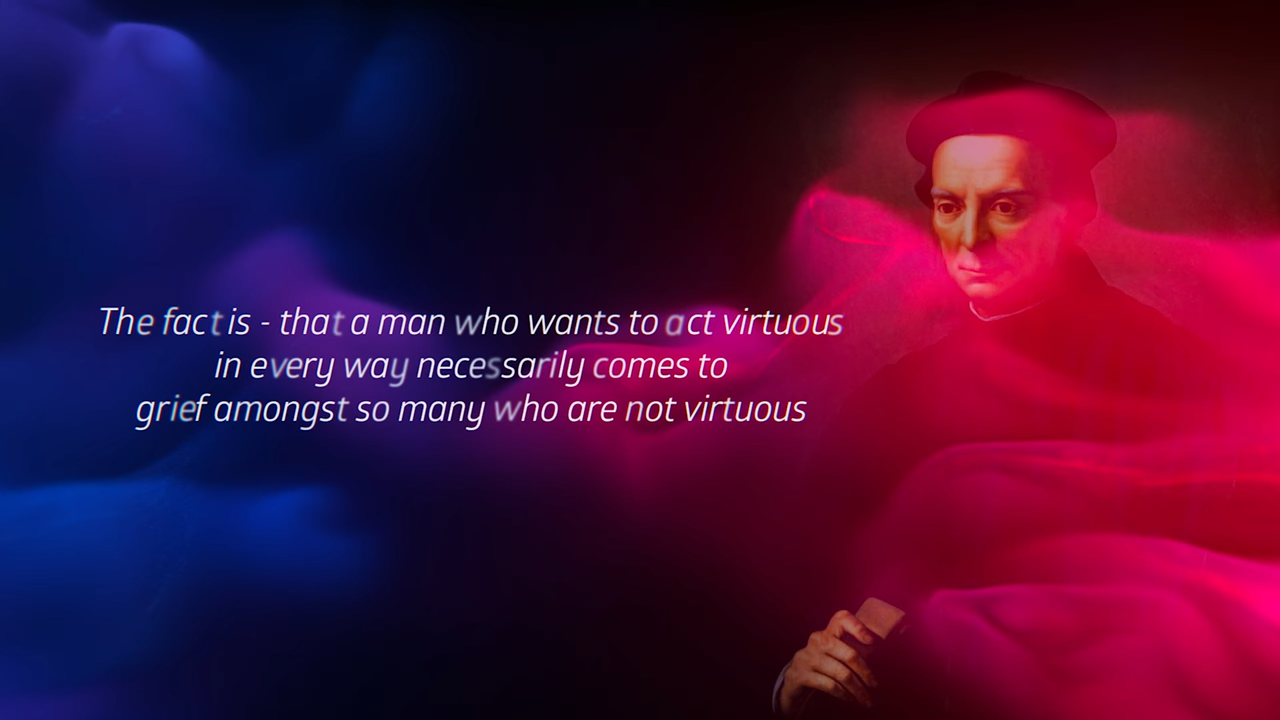 The fact is - that a man who wants to act virtuous
in every way necessarily comes to
grief amongst so many who are not virtuous